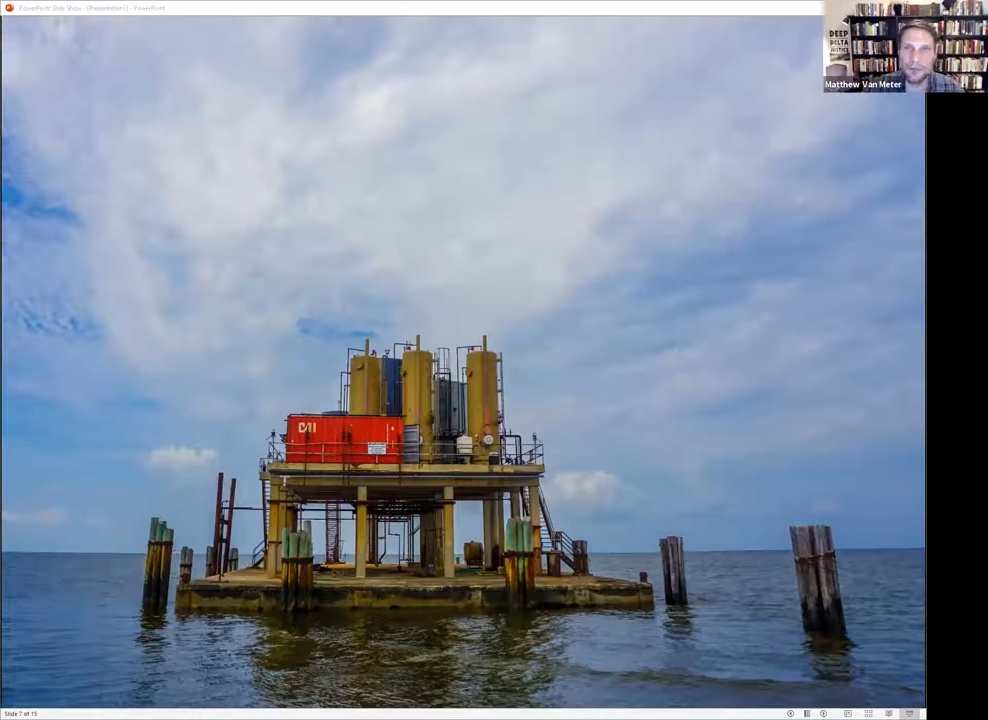 PowerPoint Slide Show - [Presentation1] - PowerPoint
DEEP
DELTA
JUSTICE
Matthew Van Meter
Slide 7 of 15